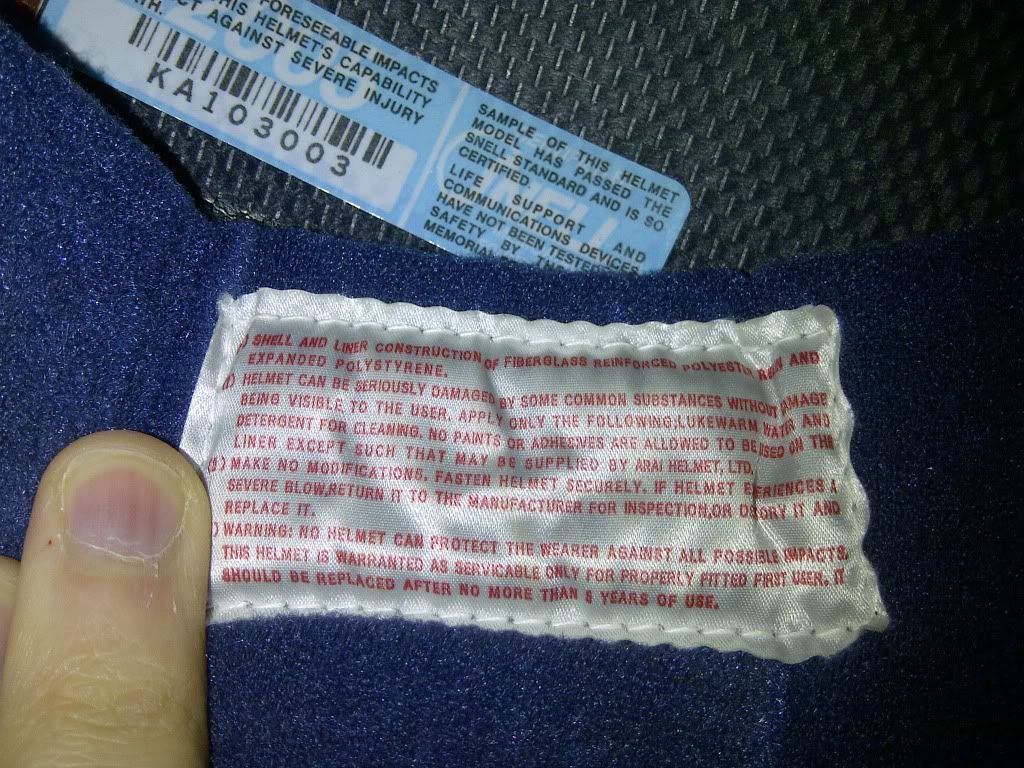 FORESEEABLE IMPACTS
THIS HELMET'S CAPABILITY
ACT AGAINST SEVERE INJURY
TH.
KA103003
SAMPLE OF THIS HELMET
MODEL HAS PASSED THE
SNELL STANDARD AND IS SO
CERTIFIED.
LIFE SUPPORT AND
COMMUNICATIONS DEVICES
HAVE NOT BEEN TESTED
SAFETY BY THE
MEMORIAL
) SHELL AND LINER CONSTRUCTION OF FIBERGLASS REINFORCED POLYESTER RESIN AND
EXPANDED POLYSTYRENE.
) HELMET CAN BE SERIOUSLY DAMAGED BY SOME COMMON SUBSTANCES WITHOUT DAMAGE
BEING VISIBLE TO THE USER. APPLY ONLY THE FOLLOWING,LUKEWARM WATER AND
DETERGENT FOR CLEANING. NO PAINTS OR ADHESIVES ARE ALLOWED TO BE USED ON THE
LINER EXCEPT SUCH THAT MAY BE SUPPLIED BY ARAI HELMET, LTD.
3) MAKE NO MODIFICATIONS. FASTEN HELMET SECURELY. IF HELMET EXERIENCES A
SEVERE BLOW,RETURN IT TO THE MANUFACTURER FOR INSPECTION,OR DSORY IT AND
REPLACE IT.
) WARNING: NO HELMET CAN PROTECT THE WEARER AGAINST ALL POSSIBLE IMPACTS.
THIS HELMET IS WARRANTED AS SERVICABLE ONLY FOR PROPERLY FITTED FIRST USER. IT
SHOULD BE REPLACED AFTER NO MORE THAN 5 YEARS OF USE.